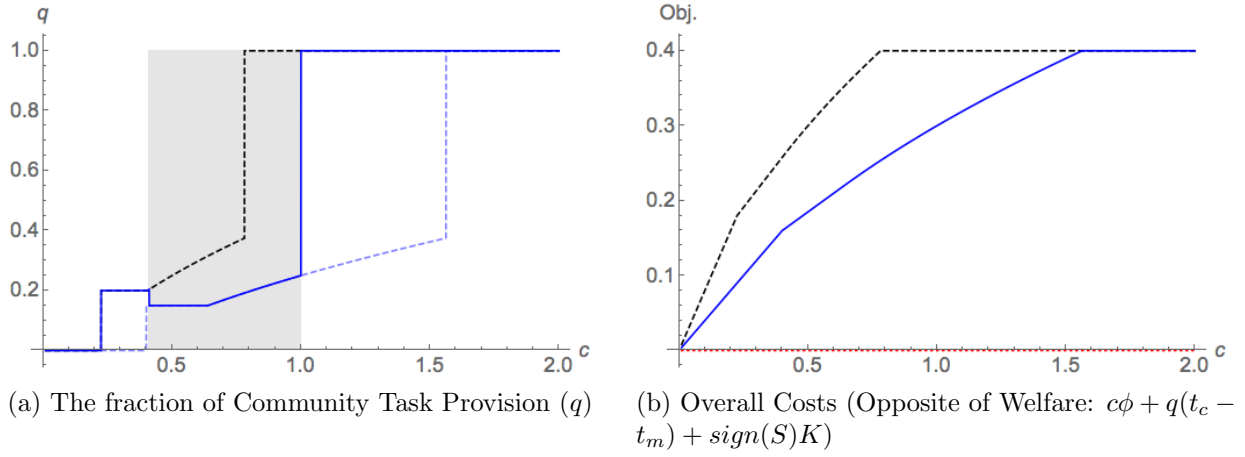 q
1.0
0.8
0.6
0.4
0.2
0.5
1.0
1.5
2.0
c
(a) The fraction of Community Task Provision (q)
Obj.
0.4
0.3
0.2
0.1
0.5
1.0
1.5
2.0
c
(b) Overall Costs (Opposite of Welfare: cϕ + q(t_c −
t_m) + sign(S)K)